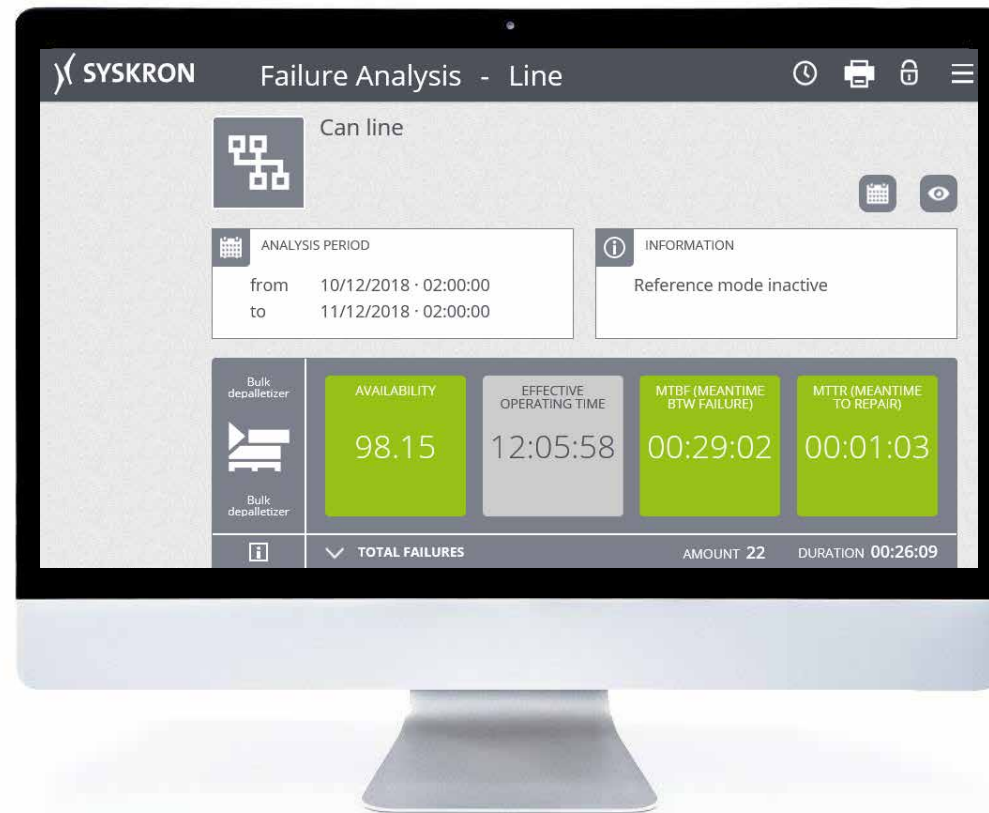 SYSKRON Failure Analysis - Line
Can line
ANALYSIS PERIOD
from 10/12/2018 · 02:00:00
to 11/12/2018 · 02:00:00
INFORMATION
Reference mode inactive
Bulk
depalletizer
Bulk
depalletizer
AVAILABILITY
98.15
EFFECTIVE
OPERATING TIME
12:05:58
MTBF (MEANTIME
BTW FAILURE)
00:29:02
MTTR (MEANTIME
TO REPAIR)
00:01:03
TOTAL FAILURES AMOUNT 22 DURATION 00:26:09